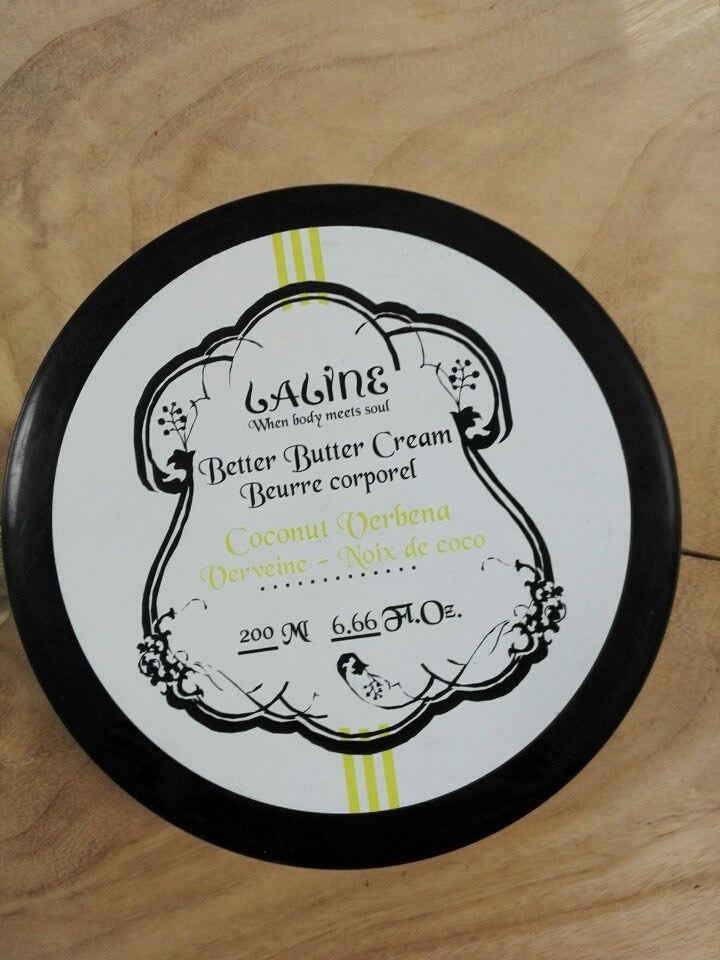 LALINE
When body meets soul
Better Butter Cream
Beurre corporel
Coconut Verbena
Verveine - Noix de coco
200 Ml 6.66 Fl.Oz.